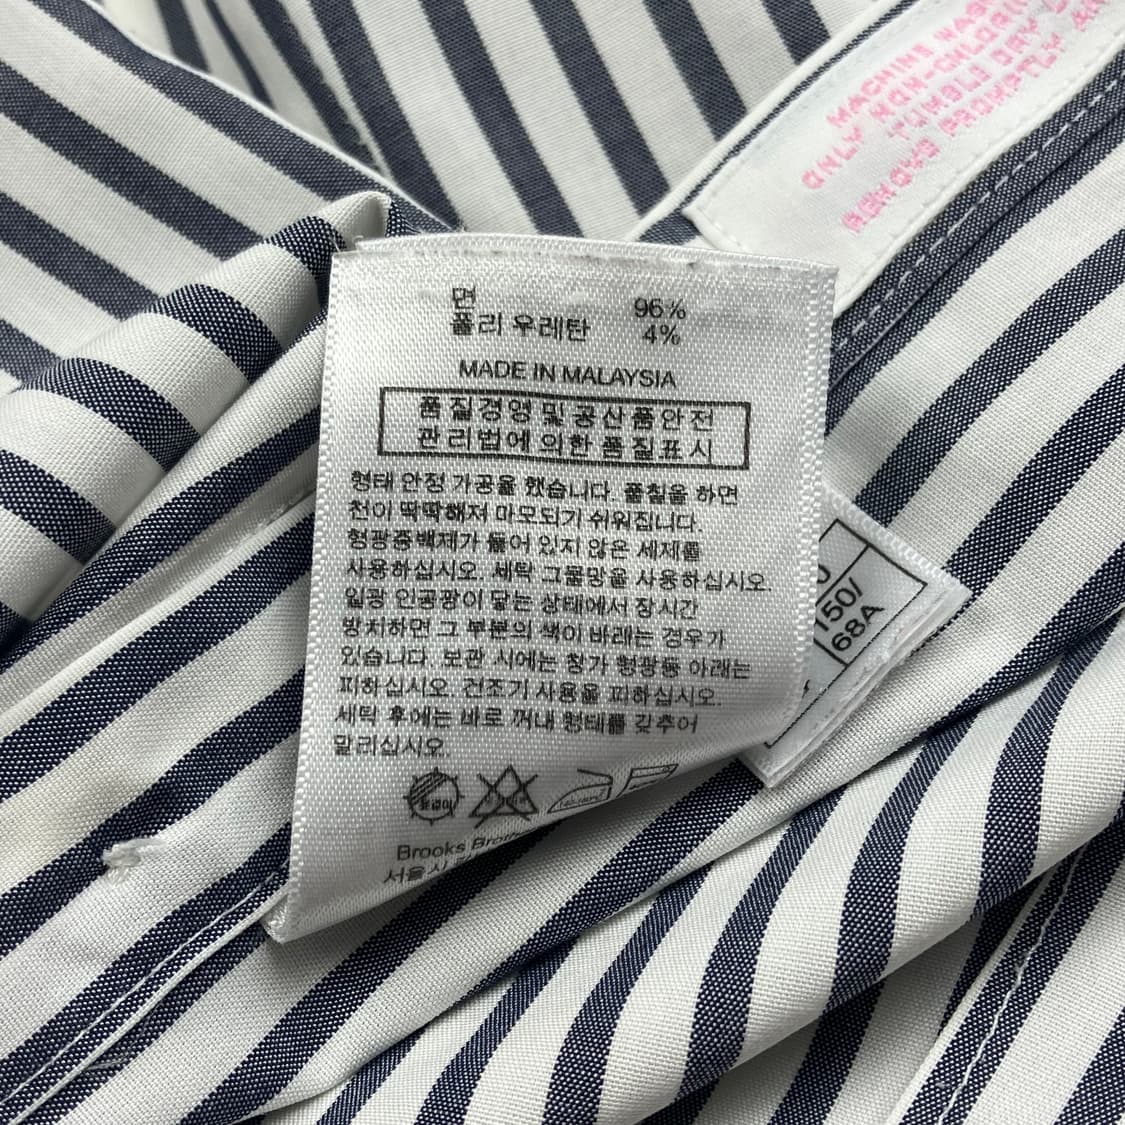 MACHINE WASH
ONLY NON-CHLORIN
TUMBLE DRY
REMOVE PROMPTLY
면 96%
폴리 우레탄 4%
MADE IN MALAYSIA
품질경영 및 공산품안전
관리법에 의한 품질표시
형태 안정 가공을 했습니다. 풀칠을 하면
천이 딱딱해져 마모되기 쉬워집니다.
형광증백제가 들어 있지 않은 세제를
사용하십시오. 세탁 그물망을 사용하십시오.
일광 인공광이 닿는 상태에서 장시간
방치하면 그 부분의 색이 바래는 경우가
있습니다. 보관 시에는 창가 형광등 아래는
피하십시오. 건조기 사용을 피하십시오.
세탁 후에는 바로 꺼내 형태를 갖추어
말리십시오.
옷걸이
Brooks Broth
서울시
150/
68A